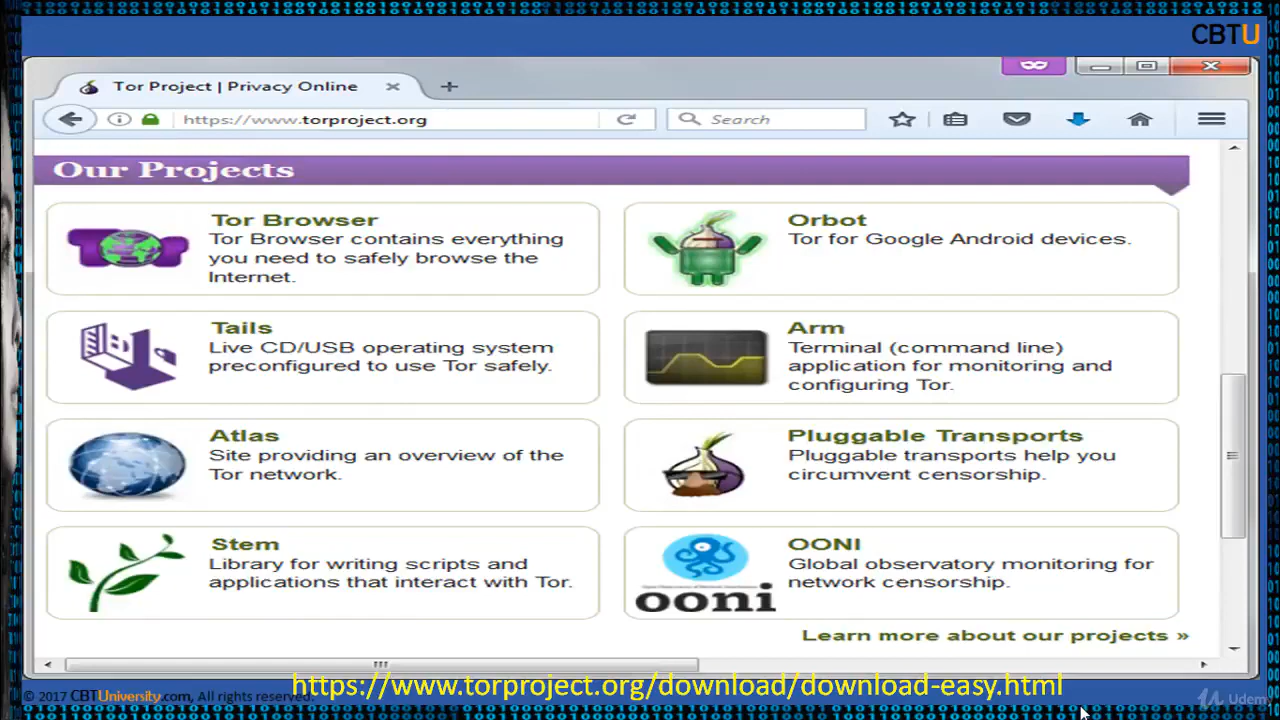 CBTU
Tor Project | Privacy Online
https://www.torproject.org
Search
Our Projects
Tor Browser
Tor Browser contains everything
you need to safely browse the
Internet.
Orbot
Tor for Google Android devices.
Tails
Live CD/USB operating system
preconfigured to use Tor safely.
Arm
Terminal (command line)
application for monitoring and
configuring Tor.
Atlas
Site providing an overview of the
Tor network.
Pluggable Transports
Pluggable transports help you
circumvent censorship.
Stem
Library for writing scripts and
applications that interact with Tor.
OONI
Global observatory monitoring for
network censorship.
ooni
Learn more about our projects »
© 2017 CBTUniversity.com, All rights reserved.
https://www.torproject.org/download/download-easy.html
Udemy